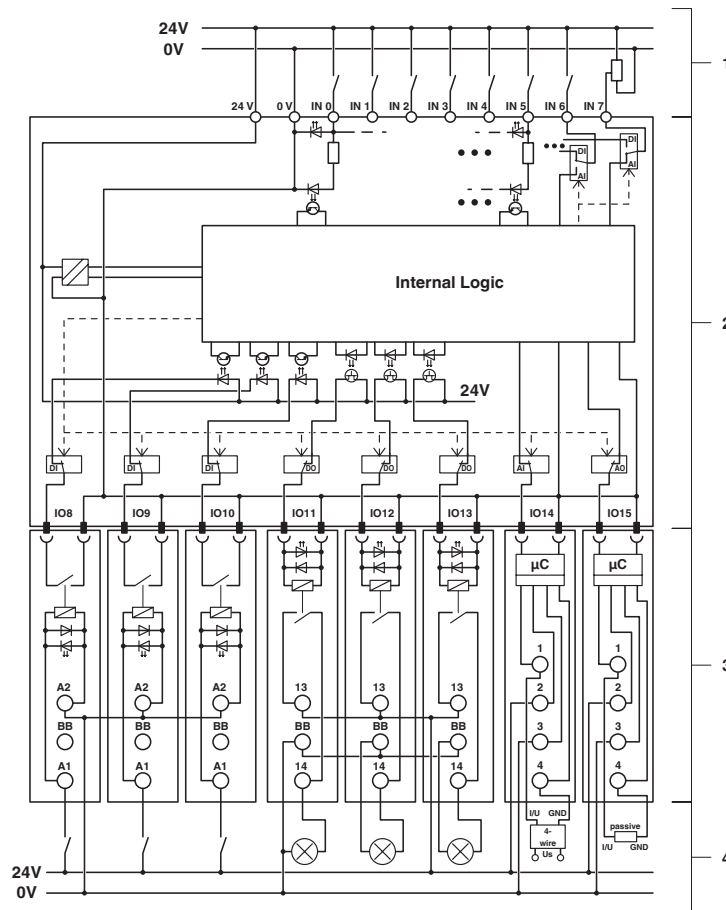 24V
0V
1
24 V 0 V IN 0 IN 1 IN 2 IN 3 IN 4 IN 5 IN 6 IN 7
DI
DI
AI
AI
Internal Logic
2
24V
DI DI DI DO DO DO AI AO
IO8 IO9 IO10 IO11 IO12 IO13 IO14 IO15
µC µC
1 1
3
A2 A2 A2 13 13 13 2 2
BB BB BB BB BB BB 3 3
A1 A1 A1 14 14 14 4 4
I/U GND passive
4-
wire
I/U GND
Us
4
24V
0V